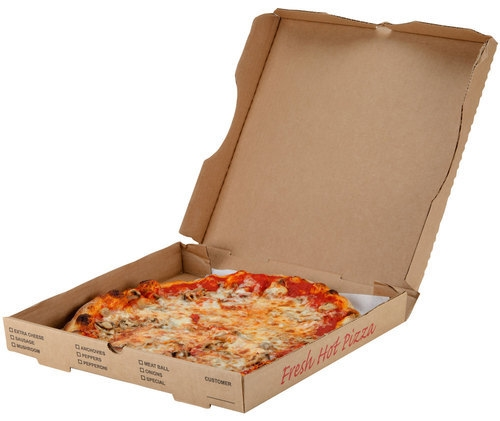 EXTRA CHEESE
SAUSAGE
MUSHROOM
ANCHOVIES
PEPPERS
PEPPERONI
MEAT BALL
ONIONS
SPECIAL
CUSTOMER
Fresh Hot Pizza